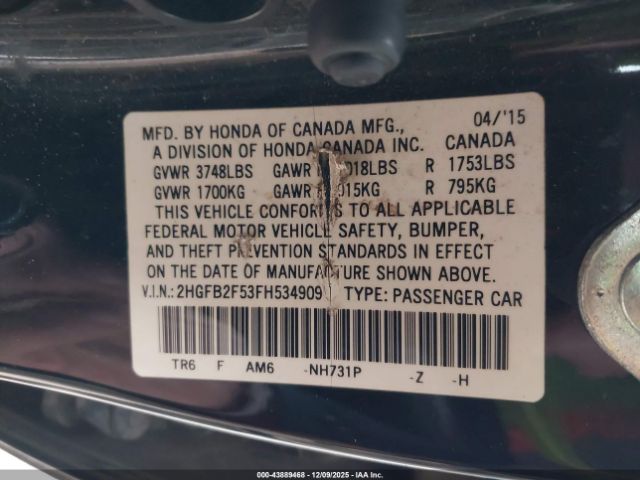 MFD. BY HONDA OF CANADA MFG., 04/'15
A DIVISION OF HONDA CANADA INC. CANADA
GVWR 3748LBS GAWR 018LBS R 1753LBS
GVWR 1700KG GAWR 915KG R 795KG
THIS VEHICLE CONFORMS TO ALL APPLICABLE
FEDERAL MOTOR VEHICLE SAFETY, BUMPER,
AND THEFT PREVENTION STANDARDS IN EFFECT
ON THE DATE OF MANUFACTURE SHOWN ABOVE.
V.I.N.: 2HGFB2F53FH534909 TYPE: PASSENGER CAR
TR6 F AM6 -NH731P -Z -H
000-43889468 - 12/09/2025 - IAA Inc.